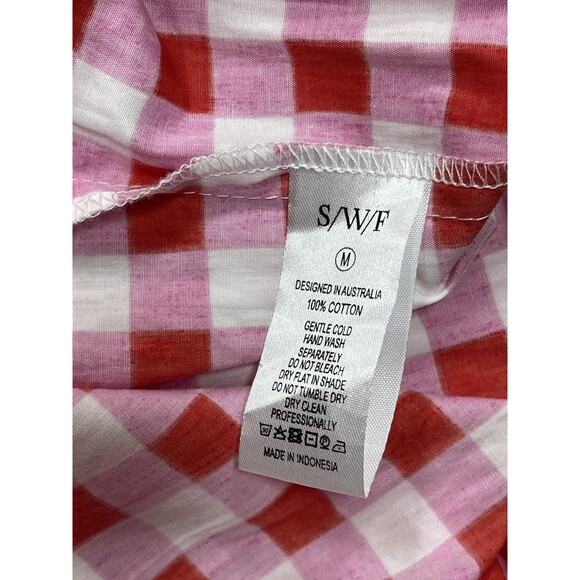 S/W/F
M
DESIGNED IN AUSTRALIA
100% COTTON
GENTLE COLD
HAND WASH
SEPARATELY
DO NOT BLEACH
DRY FLAT IN SHADE
DO NOT TUMBLE DRY
DRY CLEAN
PROFESSIONALLY
MADE IN INDONESIA